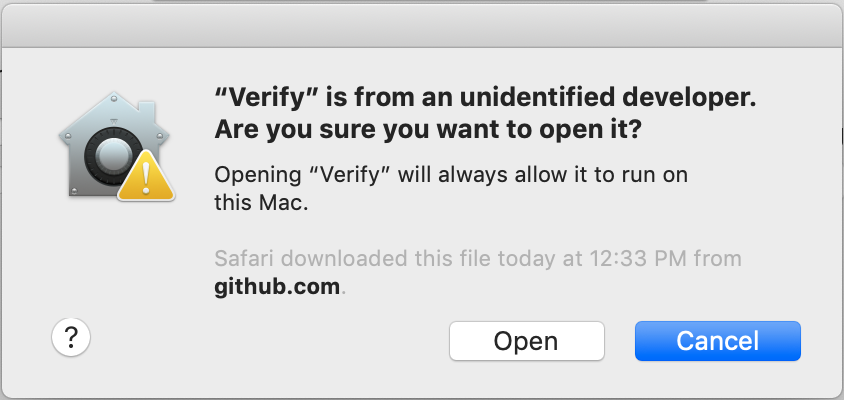 “Verify” is from an unidentified developer.
Are you sure you want to open it?
Opening “Verify” will always allow it to run on
this Mac.
Safari downloaded this file today at 12:33 PM from
github.com.
?
Open
Cancel